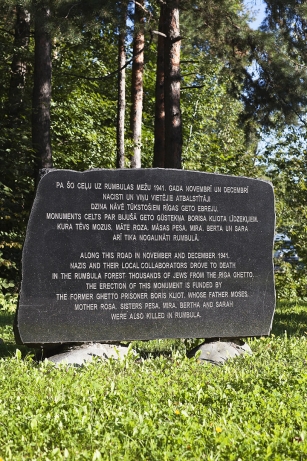 PA ŠO CEĻU UZ RUMBULAS MEŽU 1941. GADA NOVEMBRĪ UN DECEMBRĪ
NACISTI UN VIŅU VIETĒJIE ATBALSTĪTĀJI
DZINA NĀVĒ TŪKSTOŠIEM RĪGAS GETO EBREJU.
MONUMENTS CELTS PAR BIJUŠĀ GETO GŪSTEKŅA BORISA KLIOTA LĪDZEKĻIEM,
KURA TĒVS MOZUS, MĀTE ROZA, MĀSAS PESA, MIRA, BERTA UN SARA
ARĪ TIKA NOGALINĀTI RUMBULĀ.
ALONG THIS ROAD IN NOVEMBER AND DECEMBER 1941,
NAZIS AND THEIR LOCAL COLLABORATORS DROVE TO DEATH
IN THE RUMBULA FOREST THOUSANDS OF JEWS FROM THE RIGA GHETTO.
THE ERECTION OF THIS MONUMENT IS FUNDED BY
THE FORMER GHETTO PRISONER BORIS KLIOT, WHOSE FATHER MOSES,
MOTHER ROSA, SISTERS PESA, MIRA, BERTHA AND SARAH
WERE ALSO KILLED IN RUMBULA.